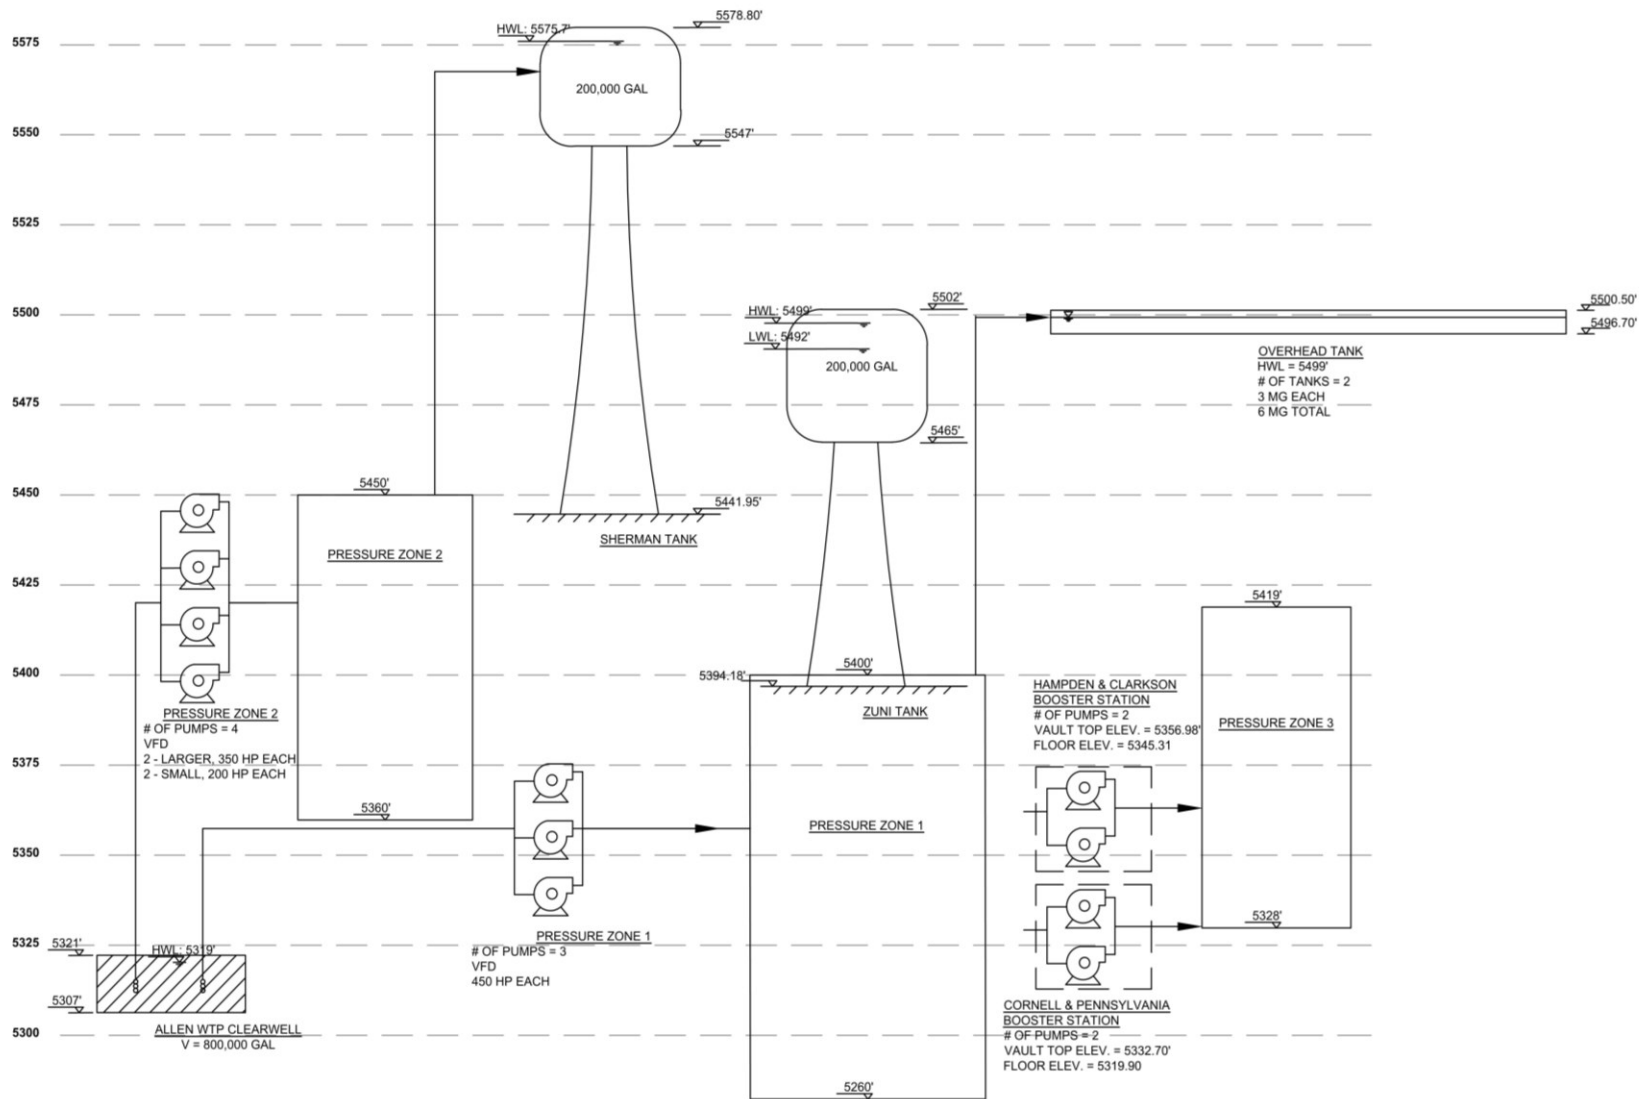 5578.80'
HWL: 5575.7'
5575
200,000 GAL
5550
5547'
5525
5500
5502'
HWL: 5499'
LWL: 5492'
200,000 GAL
5500.50'
5496.70'
OVERHEAD TANK
HWL = 5499'
# OF TANKS = 2
3 MG EACH
6 MG TOTAL
5475
5465'
5450
5450'
5441.95'
SHERMAN TANK
PRESSURE ZONE 2
5425
5419'
5400
5400'
5394.18'
ZUNI TANK
HAMPDEN & CLARKSON
BOOSTER STATION
# OF PUMPS = 2
VAULT TOP ELEV. = 5356.98'
FLOOR ELEV. = 5345.31
PRESSURE ZONE 3
PRESSURE ZONE 2
# OF PUMPS = 4
VFD
2 - LARGER, 350 HP EACH
2 - SMALL, 200 HP EACH
5375
5360'
PRESSURE ZONE 1
5350
5328'
5325
5321'
HWL: 5319'
PRESSURE ZONE 1
# OF PUMPS = 3
VFD
450 HP EACH
5307'
5300
ALLEN WTP CLEARWELL
V = 800,000 GAL
CORNELL & PENNSYLVANIA
BOOSTER STATION
# OF PUMPS = 2
VAULT TOP ELEV. = 5332.70'
FLOOR ELEV. = 5319.90
5260'